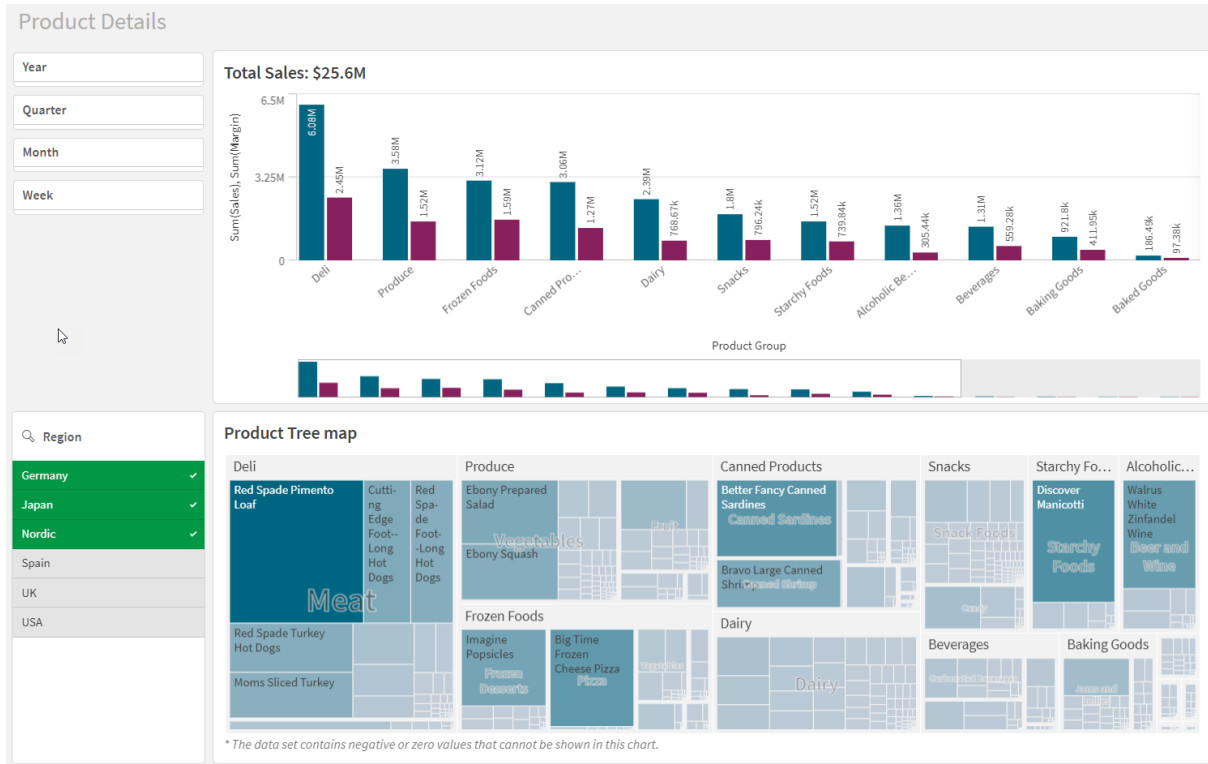 Product Details
Year
Quarter
Month
Week
Total Sales: $25.6M
Sum(Sales), Sum(Margin)
6.5M
3.25M
0
6.08M
2.45M
3.58M
1.52M
3.12M
1.59M
3.06M
1.27M
2.39M
768.67k
1.8M
796.24k
1.52M
739.84k
1.36M
305.44k
1.31M
559.28k
921.8k
411.95k
186.49k
97.38k
Deli
Produce
Frozen Foods
Canned Pro...
Dairy
Snacks
Starchy Foods
Alcoholic Be...
Beverages
Baking Goods
Baked Goods
Product Group
Region
Germany
Japan
Nordic
Spain
UK
USA
Product Tree map
Deli
Red Spade Pimento
Loaf
Cutti-
ng
Edge
Foot--
Long
Hot
Dogs
Red
Spa-
de
Foot-
-Long
Hot
Dogs
Meat
Red Spade Turkey
Hot Dogs
Moms Sliced Turkey
Produce
Ebony Prepared
Salad
Vegetables
Ebony Squash
Fruit
Frozen Foods
Imagine
Popsicles
Frozen
Desserts
Big Time
Frozen
Cheese Pizza
Pizza
Vegetables
Canned Products
Better Fancy Canned
Sardines
Canned Sardines
Bravo Large Canned
Shrimp
Canned Shrimp
Dairy
Dairy
Snacks
Snack Foods
Candy
Starchy Fo...
Discover
Manicotti
Starchy
Foods
Alcoholic...
Walrus
White
Zinfandel
Wine
Beer and
Wine
Beverages
Carbonated Beverages
Baking Goods
Jams and
* The data set contains negative or zero values that cannot be shown in this chart.